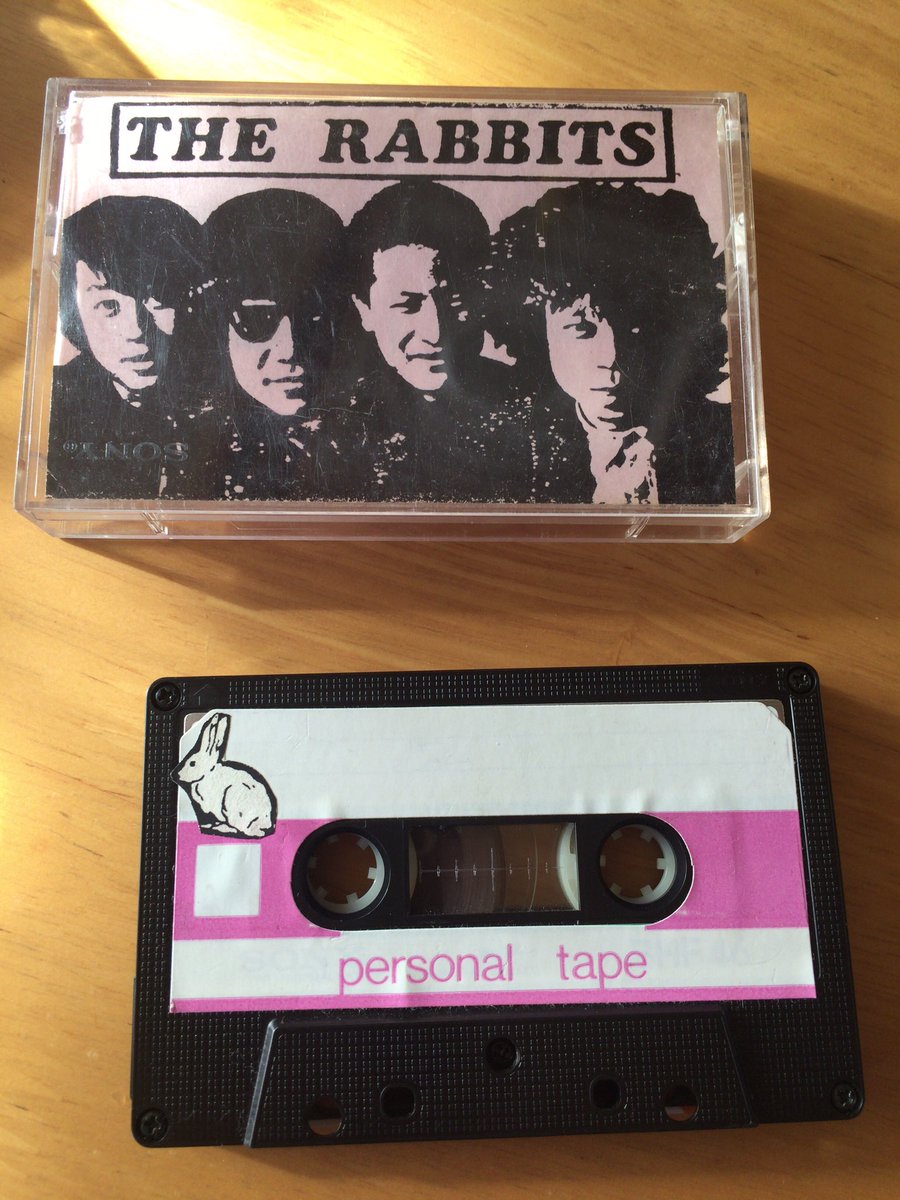 THE RABBITS
SONY®
personal tape